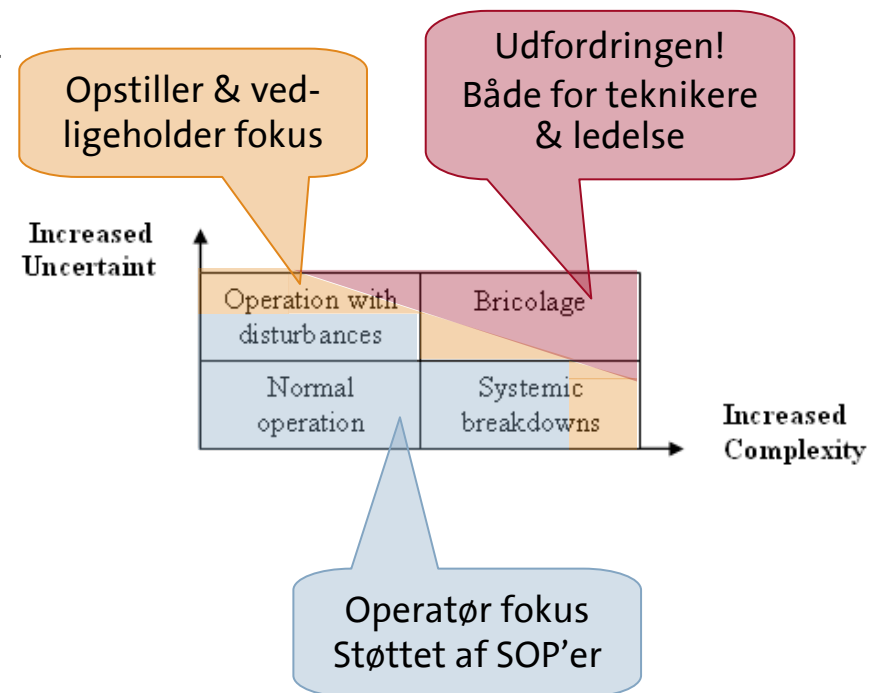 Udfordringen!
Både for teknikere
& ledelse
Opstiller & ved-
ligeholder fokus
Increased
Uncertaint
Operation with
disturbances
Bricolage
Normal
operation
Systemic
breakdowns
Increased
Complexity
Operatør fokus
Støttet af SOP’er